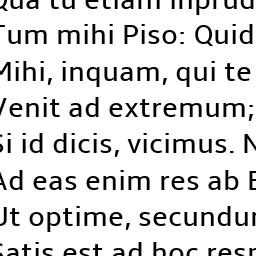 Qua tu etiam inprud
Tum mihi Piso: Quid
Mihi, inquam, qui te
Venit ad extremum;
Si id dicis, vicimus. N
Ad eas enim res ab E
Ut optime, secundur
Satis est ad hoc resp